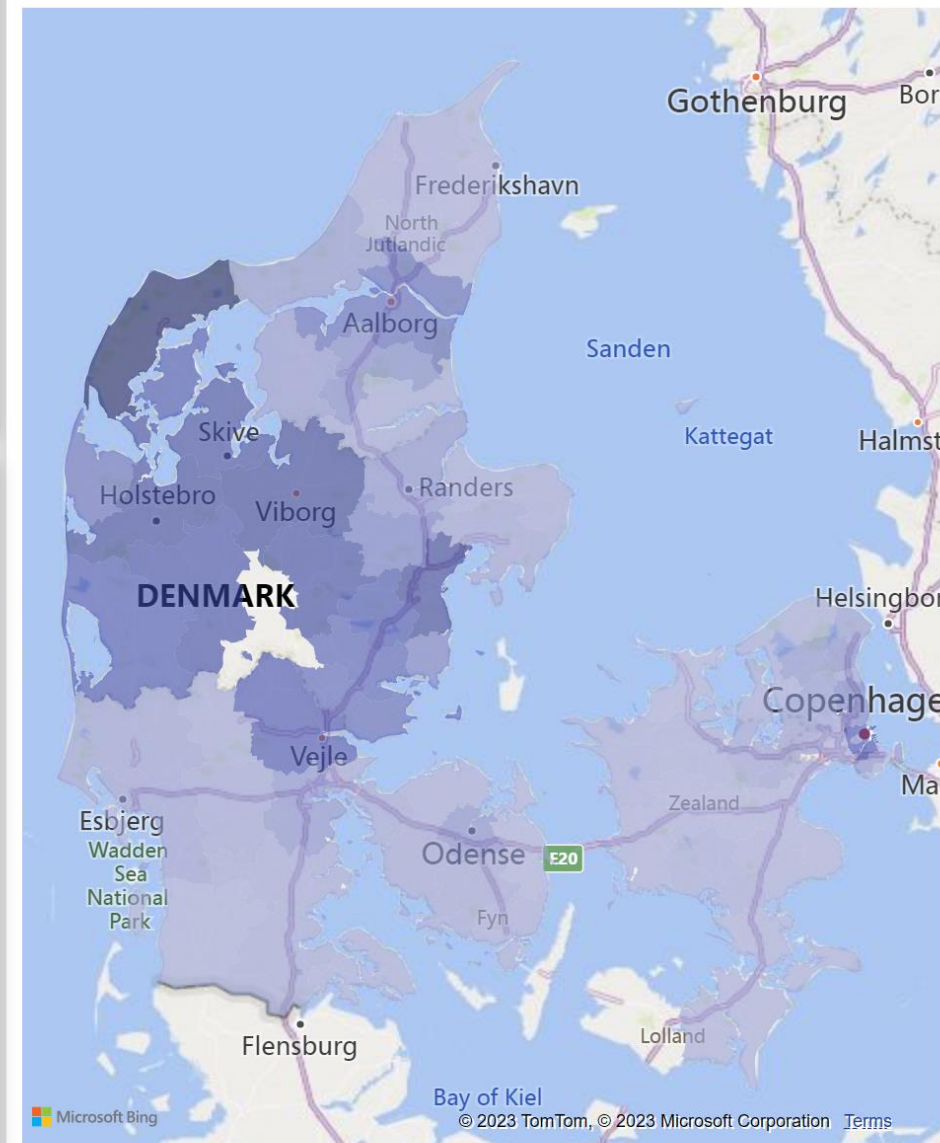 Gothenburg
Bor
Frederikshavn
North
Jutlandic
Aalborg
Sanden
Kattegat
Halmst
Skive
Holstebro
Randers
Viborg
DENMARK
Helsingbor
Copenhage
Vejle
Ma
Esbjerg
Zealand
Wadden
Sea
National
Park
Odense
E20
Fyn
Lolland
Flensburg
Bay of Kiel
Microsoft Bing
© 2023 TomTom, © 2023 Microsoft Corporation Terms